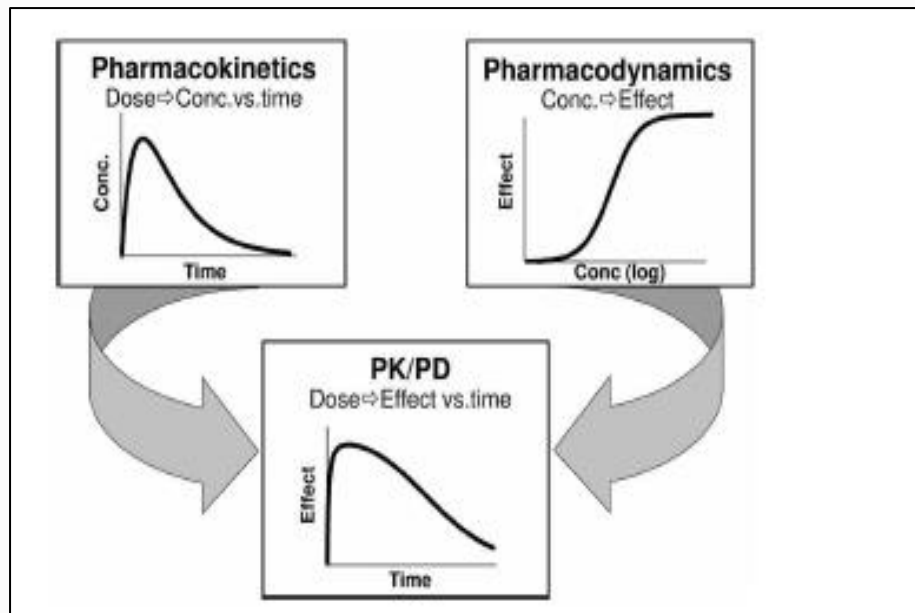 Pharmacokinetics
Dose⇨Conc.vs.time
Conc.
Time
Pharmacodynamics
Conc.⇨Effect
Effect
Conc (log)
PK/PD
Dose⇨Effect vs.time
Effect
Time